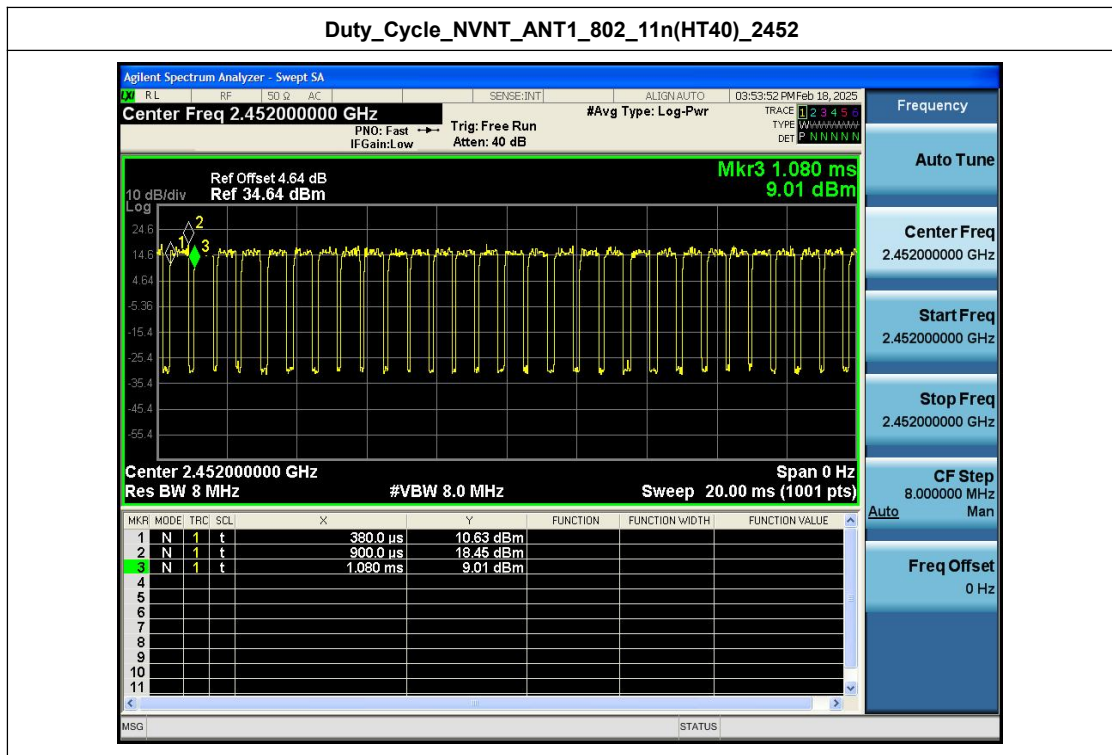 Duty_Cycle_NVNT_ANT1_802_11n(HT40)_2452
Agilent Spectrum Analyzer - Swept SA
LXI RL RF 50 Ω AC SENSE:INT ALIGNAUTO 03:53:52 PM Feb 18, 2025
Center Freq 2.452000000 GHz
PNO: Fast
IFGain:Low
Trig: Free Run
Atten: 40 dB
#Avg Type: Log-Pwr
TRACE 1 2 3 4 5 6
TYPE WWWWWW
DET P N N N N N
Ref Offset 4.64 dB
Ref 34.64 dBm
10 dB/div
Log
Mkr3 1.080 ms
9.01 dBm
24.6
14.6
4.64
-5.36
-15.4
-25.4
-35.4
-45.4
-55.4
1
2
3
Center 2.452000000 GHz
Res BW 8 MHz
#VBW 8.0 MHz
Span 0 Hz
Sweep 20.00 ms (1001 pts)
MKR MODE TRC SCL X Y FUNCTION FUNCTION WIDTH FUNCTION VALUE
1 N 1 t 380.0 µs 10.63 dBm
2 N 1 t 900.0 µs 18.45 dBm
3 N 1 t 1.080 ms 9.01 dBm
4
5
6
7
8
9
10
11
MSG
STATUS
Frequency
Auto Tune
Center Freq
2.452000000 GHz
Start Freq
2.452000000 GHz
Stop Freq
2.452000000 GHz
CF Step
8.000000 MHz
Auto Man
Freq Offset
0 Hz